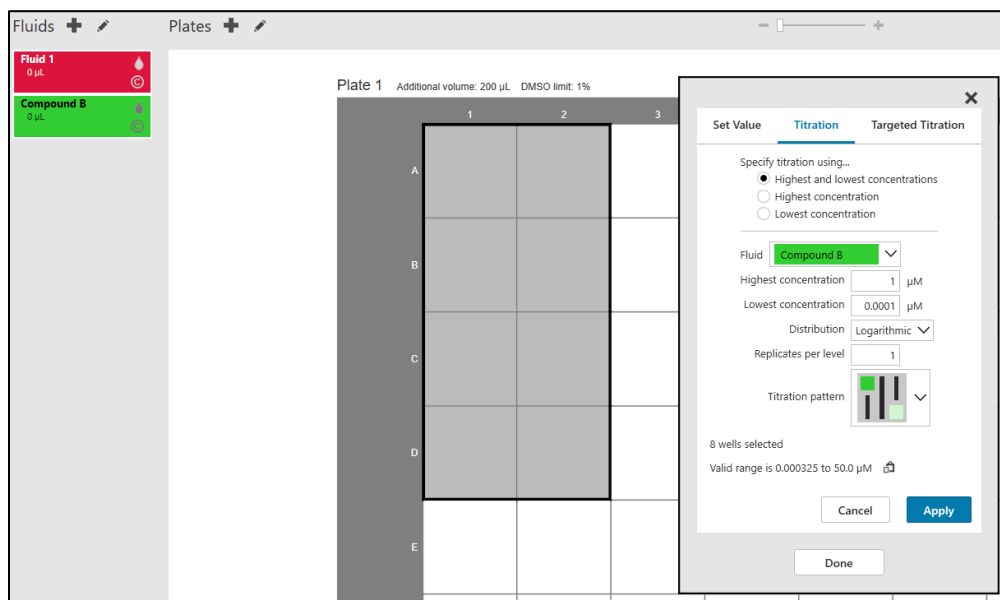 Fluids
Plates
Fluid 1
0 µL
©
Compound B
0 µL
©
Plate 1 Additional volume: 200 µL DMSO limit: 1%
1 2 3
A
B
C
D
E
Set Value Titration Targeted Titration
Specify titration using...
Highest and lowest concentrations
Highest concentration
Lowest concentration
Fluid Compound B
Highest concentration 1 µM
Lowest concentration 0.0001 µM
Distribution Logarithmic
Replicates per level 1
Titration pattern
8 wells selected
Valid range is 0.000325 to 50.0 µM
Cancel Apply
Done